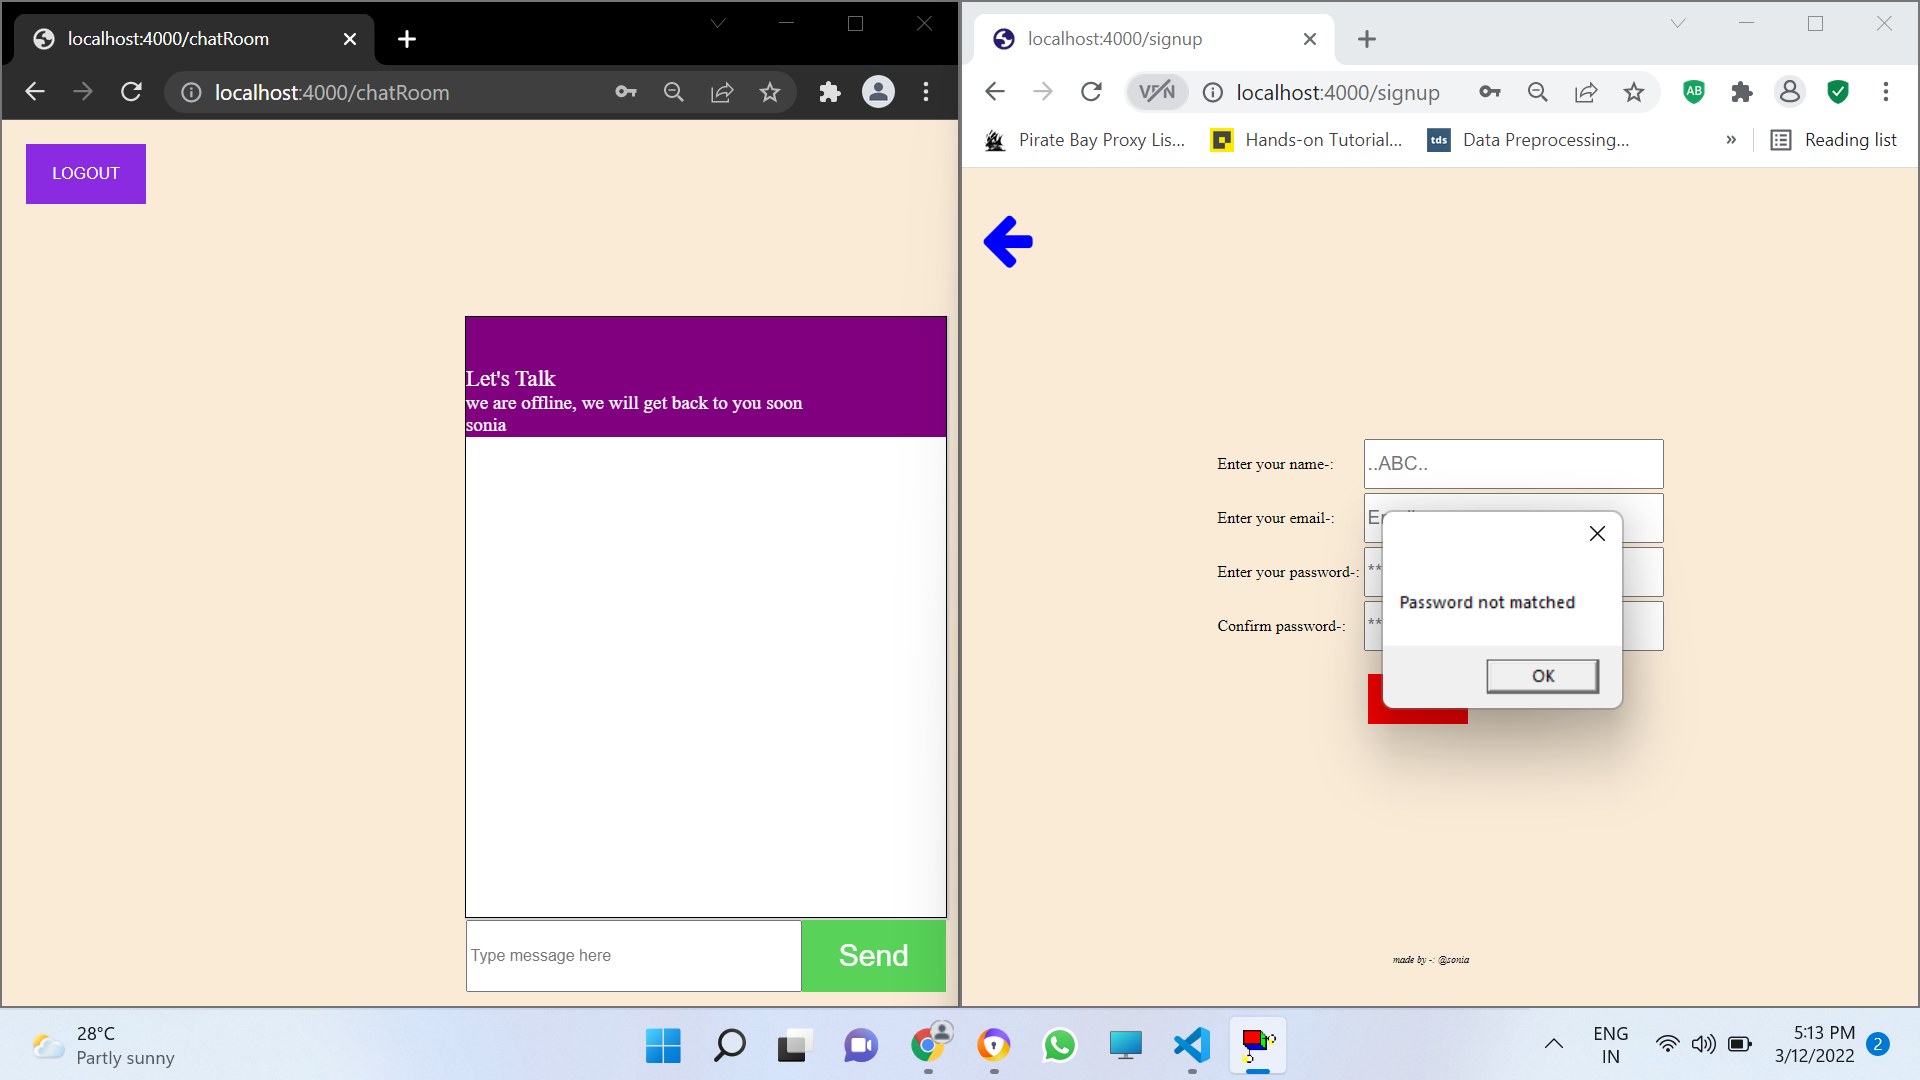 localhost:4000/chatRoom
localhost:4000/chatRoom
LOGOUT
Let's Talk
we are offline, we will get back to you soon
sonia
Type message here
Send
localhost:4000/signup
VPN
localhost:4000/signup
AB
Pirate Bay Proxy Lis...
Hands-on Tutorial...
tds
Data Preprocessing...
»
Reading list
Enter your name-:
..ABC..
Enter your email-:
Enter your password-:
**
Confirm password-:
**
Password not matched
OK
made by -: @sonia
28°C
Partly sunny
ENG
IN
5:13 PM
3/12/2022
2